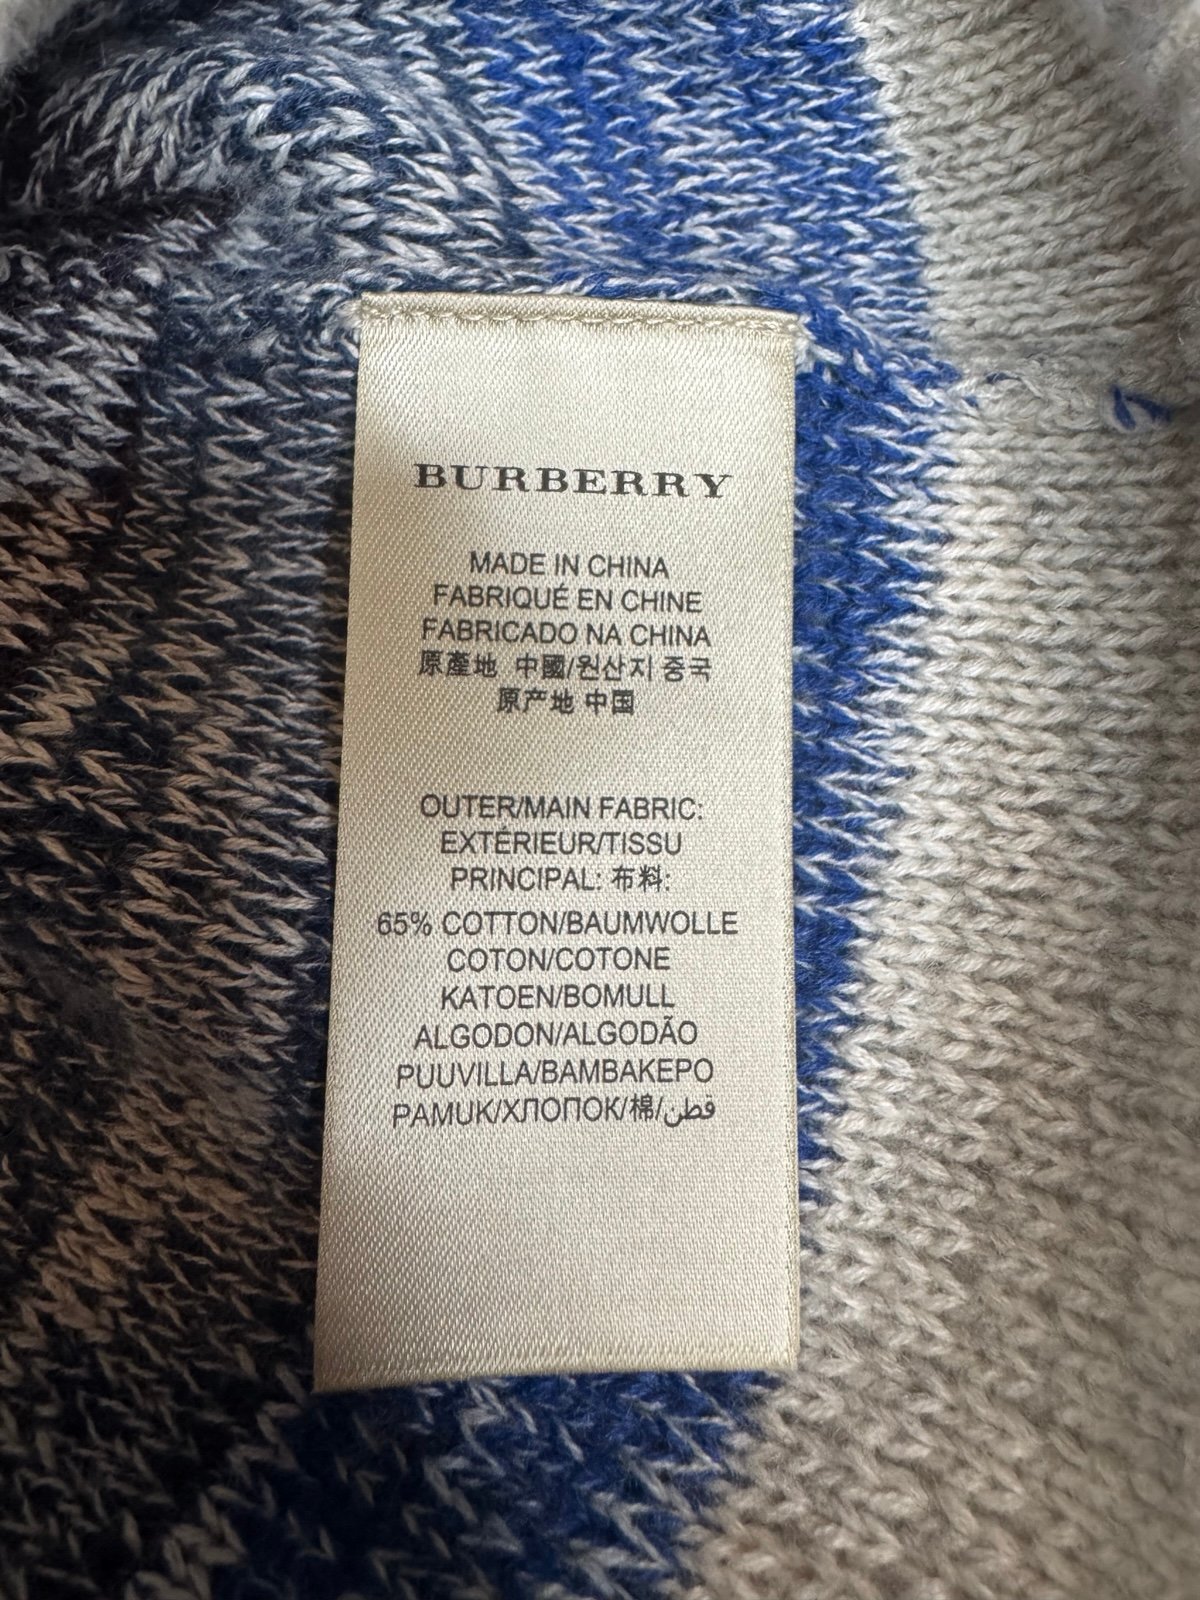 BURBERRY
MADE IN CHINA
FABRIQUÉ EN CHINE
FABRICADO NA CHINA
原產地 中國/원산지 중국
原产地 中国
OUTER/MAIN FABRIC:
EXTÉRIEUR/TISSU
PRINCIPAL: 布料:
65% COTTON/BAUMWOLLE
COTON/COTONE
KATOEN/BOMULL
ALGODON/ALGODÃO
PUUVILLA/ΒΑΜΒΑΚΕΡΟ
PAMUK/ХЛОПОК/棉/قطن